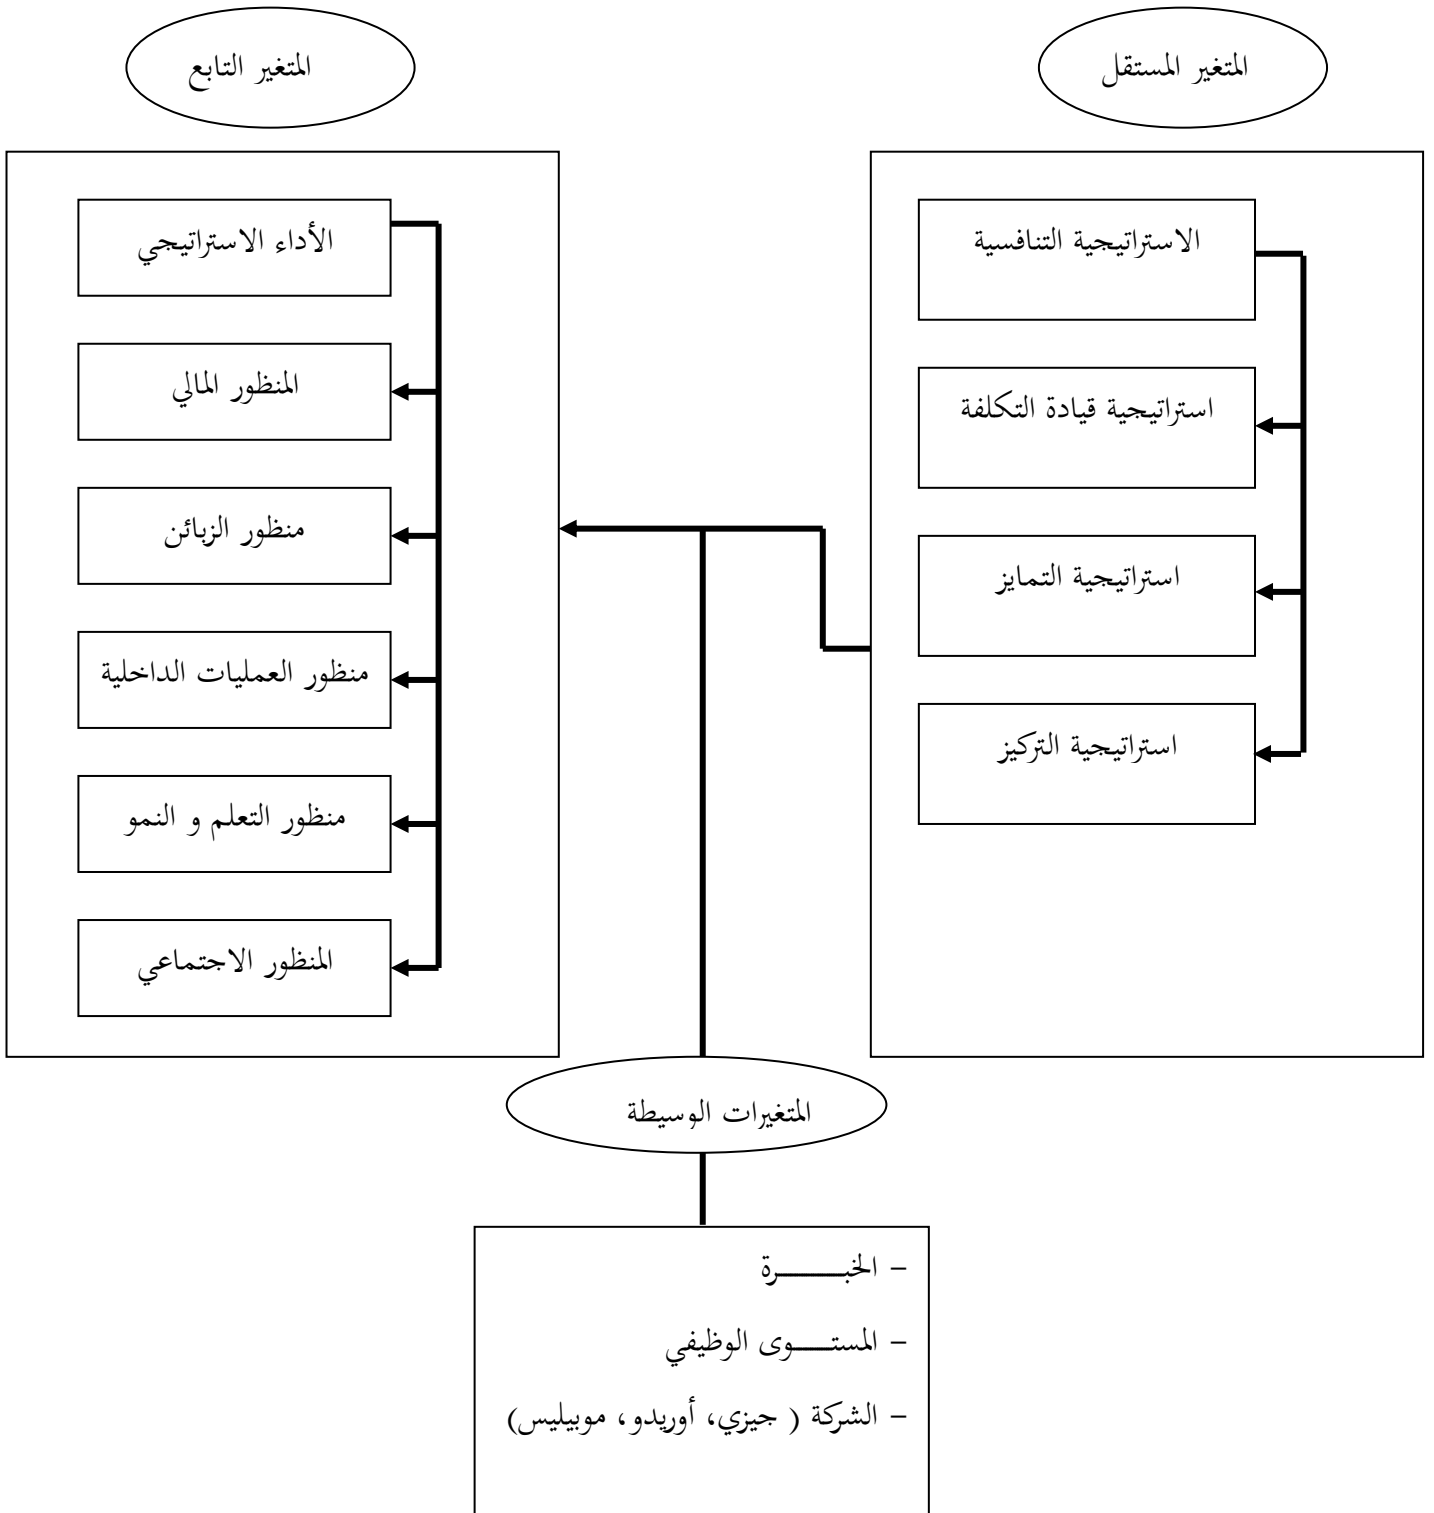 المتغير المستقل
المتغير التابع
الاستراتيجية التنافسية
استراتيجية قيادة التكلفة
استراتيجية التمايز
استراتيجية التركيز
الأداء الاستراتيجي
المنظور المالي
منظور الزبائن
منظور العمليات الداخلية
منظور التعلم و النمو
المنظور الاجتماعي
المتغيرات الوسيطة
- الخبـــــــرة
- المستـــــوى الوظيفي
- الشركة ( جيزي، أوريدو، موبيليس)